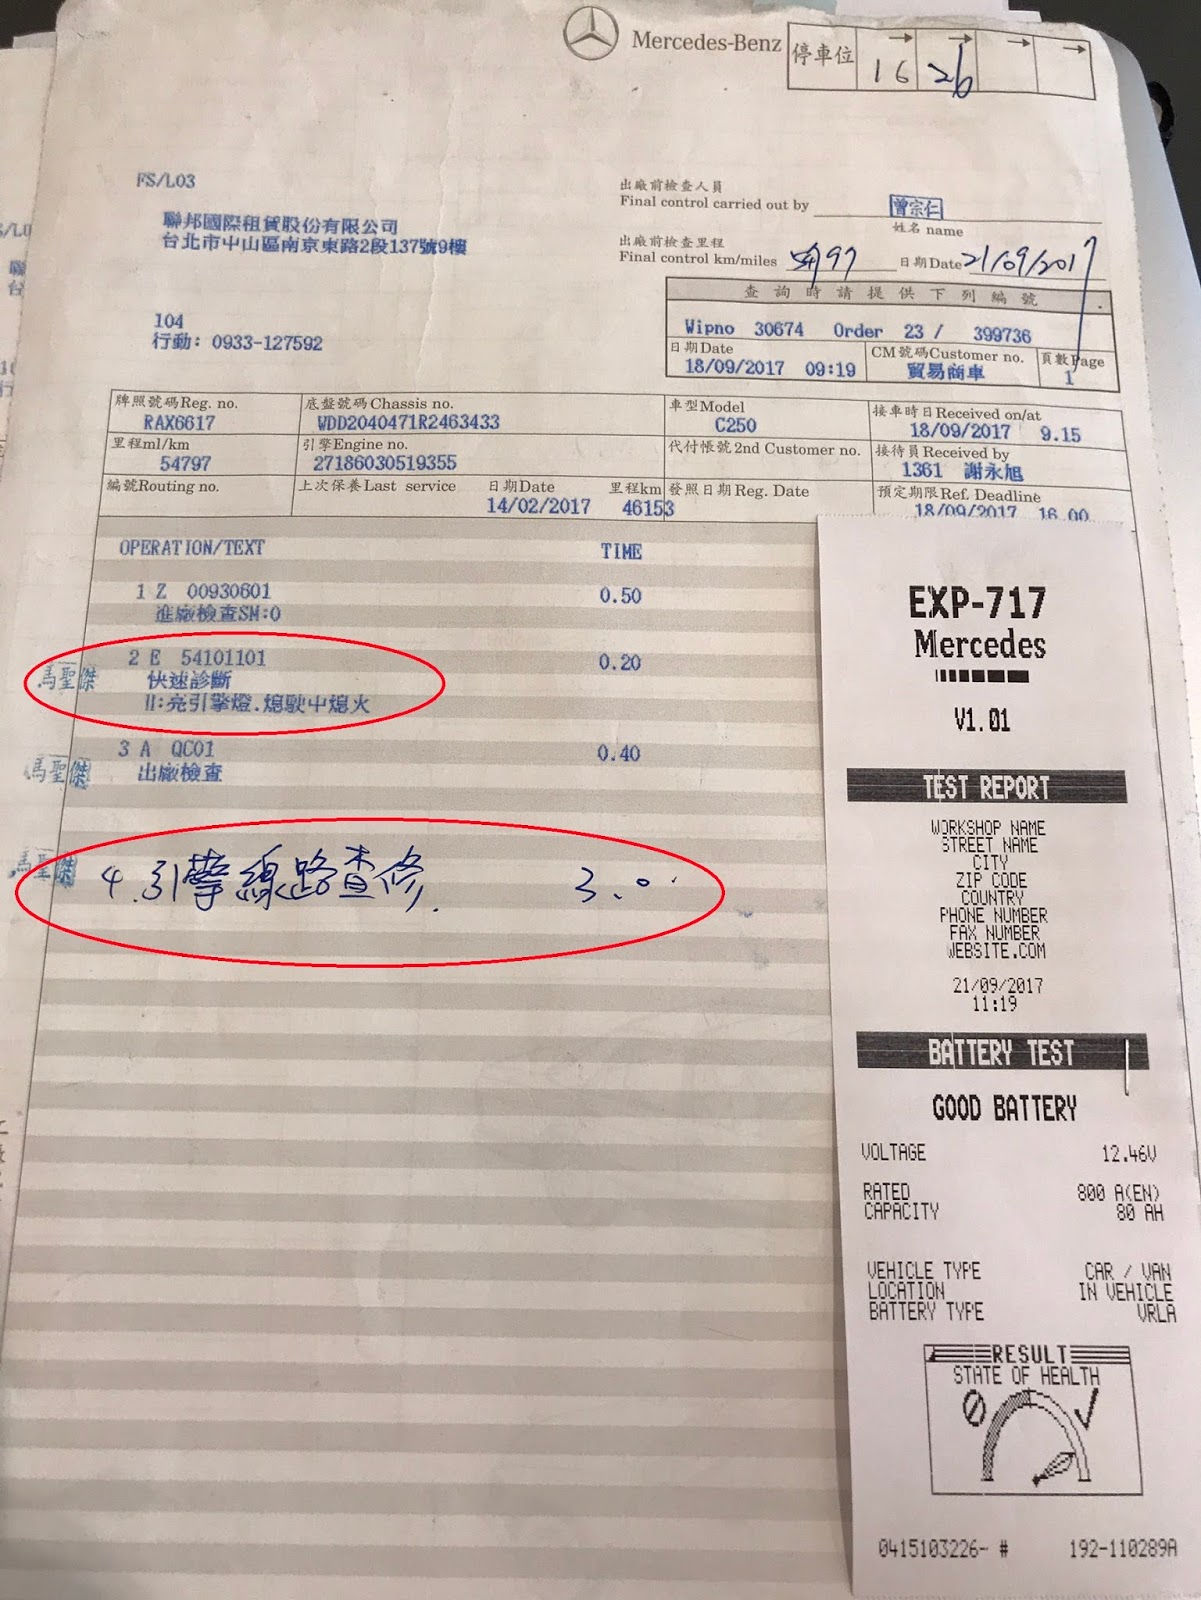 Mercedes-Benz
停車位 16 26
FS/L03
聯邦國際租賃股份有限公司
台北市中山區南京東路2段137號9樓
104
行動: 0933-127592
出廠前檢查人員
Final control carried out by 曾宗仁
姓名 name
出廠前檢查里程
Final control km/miles
日期Date 21/09/2017
查詢時請提供下列編號
Wipno 30674 Order 23 / 399736
日期Date
18/09/2017 09:19
CM號碼Customer no.
貿易商車
頁數Page
1
牌照號碼Reg. no.
RAX6617
底盤號碼Chassis no.
WDD2040471R2463433
車型Model
C250
接車時日Received on/at
18/09/2017 9.15
里程ml/km
54797
引擎Engine no.
27186030519355
代付帳號2nd Customer no.
接待員Received by
1361 謝永旭
編號Routing no.
上次保養Last service
日期Date
14/02/2017
里程km
46153
發照日期Reg. Date
預定期限Ref. Deadline
18/09/2017 16.00
OPERATION/TEXT TIME
1 Z 00930601 0.50
進廠檢查SM:0
2 E 54101101 0.20
馬聖傑 快速診斷
II:亮引擎燈.熄駛中熄火
3 A QC01 0.40
馬聖傑 出廠檢查
馬聖傑 4.引擎線路查修. 3.0
EXP-717
Mercedes
V1.01
TEST REPORT
WORKSHOP NAME
STREET NAME
CITY
ZIP CODE
COUNTRY
PHONE NUMBER
FAX NUMBER
WEBSITE.COM
21/09/2017
11:19
BATTERY TEST
GOOD BATTERY
VOLTAGE 12.46V
RATED 800 A(EN)
CAPACITY 80 AH
VEHICLE TYPE CAR / VAN
LOCATION IN VEHICLE
BATTERY TYPE VRLA
RESULT
STATE OF HEALTH
0415103226- # 192-110289A